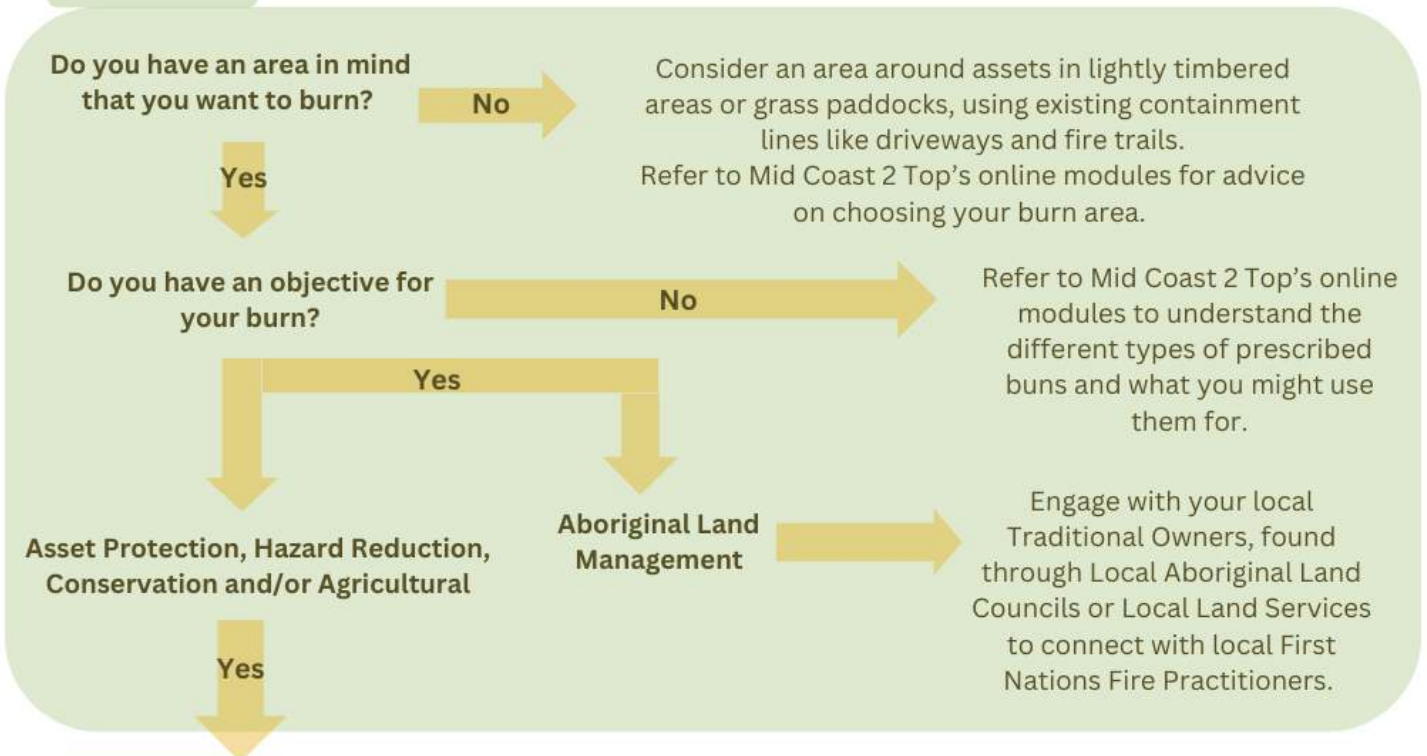 Do you have an area in mind
that you want to burn?
No
Consider an area around assets in lightly timbered
areas or grass paddocks, using existing containment
lines like driveways and fire trails.
Refer to Mid Coast 2 Top's online modules for advice
on choosing your burn area.
Yes
Do you have an objective for
your burn?
No
Refer to Mid Coast 2 Top's online
modules to understand the
different types of prescribed
buns and what you might use
them for.
Yes
Asset Protection, Hazard Reduction,
Conservation and/or Agricultural
Aboriginal Land
Management
Engage with your local
Traditional Owners, found
through Local Aboriginal Land
Councils or Local Land Services
to connect with local First
Nations Fire Practitioners.
Yes